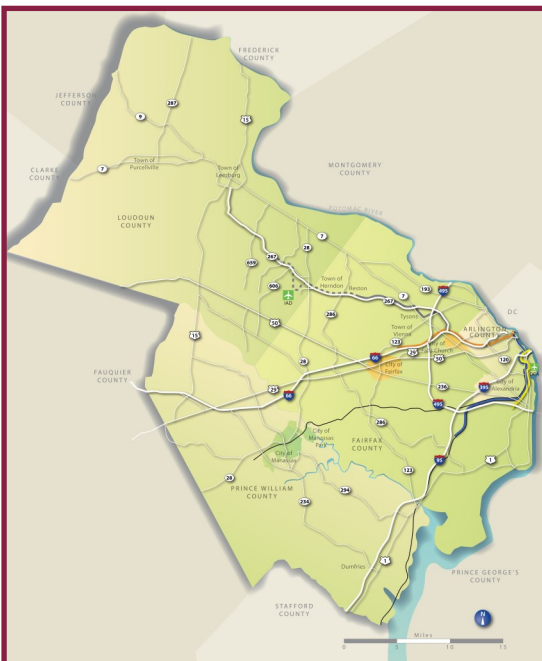 FREDERICK
COUNTY
JEFFERSON
COUNTY
287
9
15
MONTGOMERY
COUNTY
Town of
Purcellville
Town of
Leesburg
7
CLARKE
COUNTY
POTOMAC RIVER
LOUDOUN
COUNTY
7
28
659
267
Town of
Herndon
Reston
193
495
606
IAD
267
7
DC
286
Tysons
ARLINGTON
COUNTY
50
Town of
Vienna
15
123
29
City of
Falls Church
50
120
28
66
City of
Fairfax
FAUQUIER
COUNTY
29
66
236
395
City of
Alexandria
495
286
City of
Manassas
Park
FAIRFAX
COUNTY
City of
Manassas
95
1
28
123
PRINCE WILLIAM
COUNTY
294
234
Dumfries
1
PRINCE GEORGE'S
COUNTY
STAFFORD
COUNTY
N
Miles
0 5 10 15